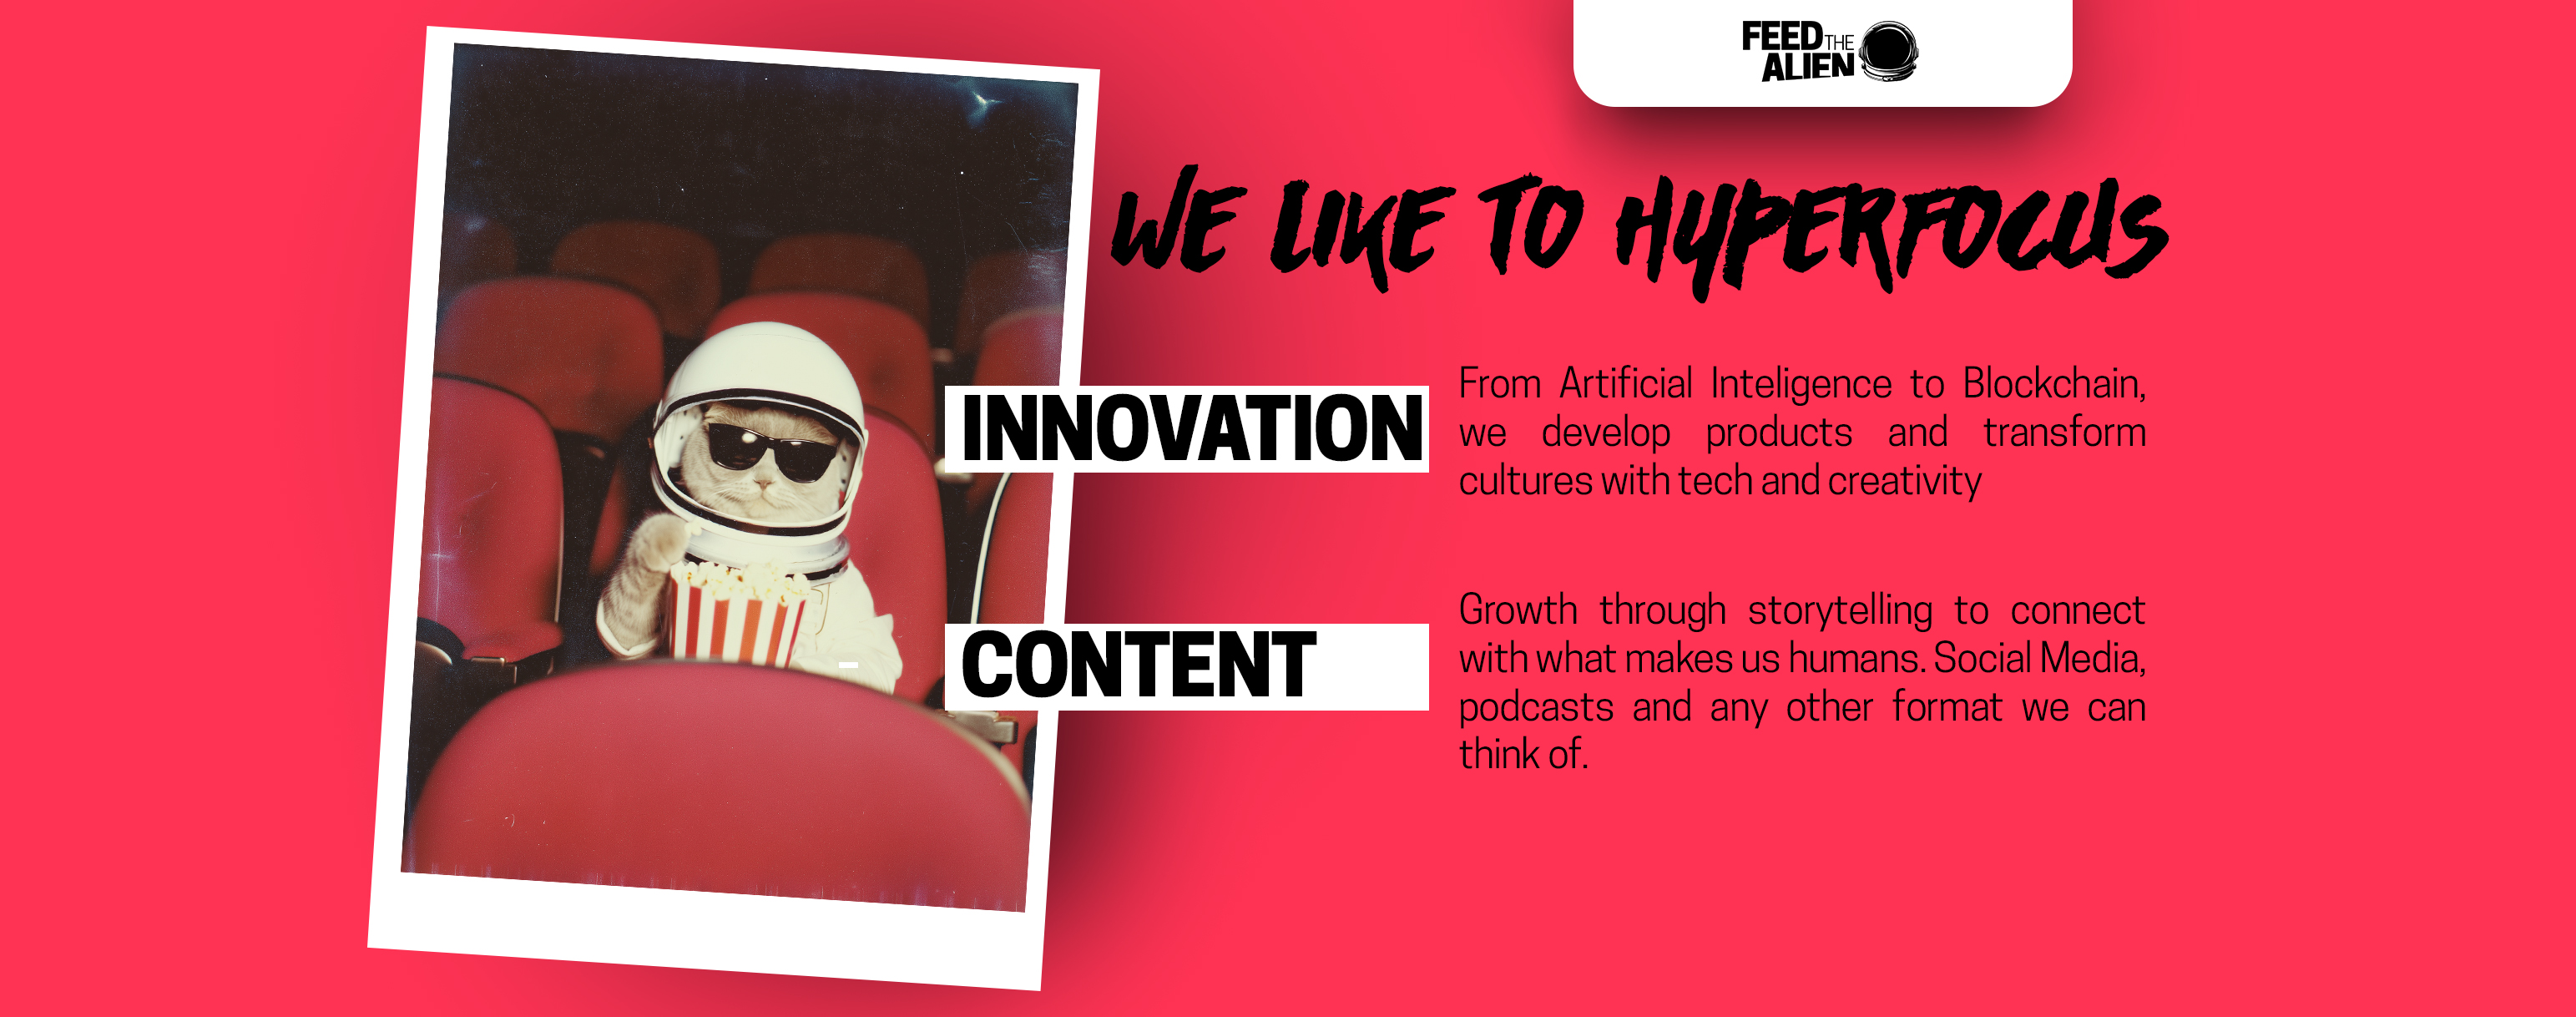 FEED THE
ALIEN
WE LIKE TO HYPERFOCUS
INNOVATION
From Artificial Inteligence to Blockchain,
we develop products and transform
cultures with tech and creativity
CONTENT
Growth through storytelling to connect
with what makes us humans. Social Media,
podcasts and any other format we can
think of.